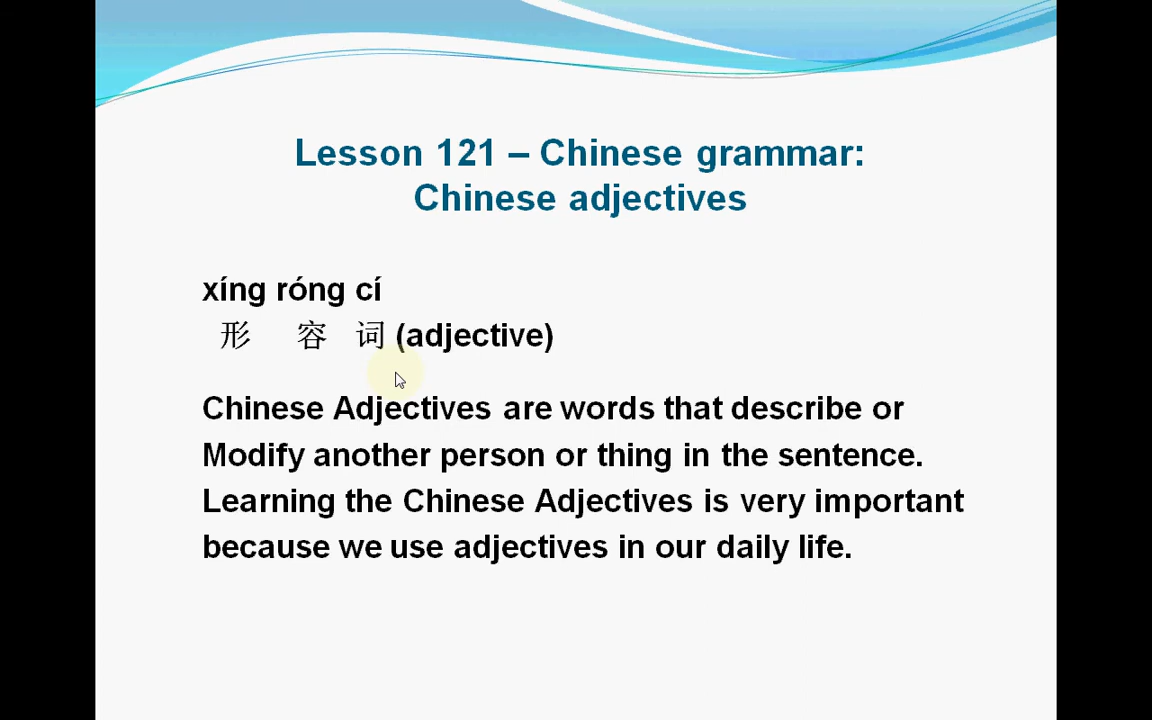 Lesson 121 – Chinese grammar:
Chinese adjectives
xíng róng cí
形 容 词 (adjective)
Chinese Adjectives are words that describe or
Modify another person or thing in the sentence.
Learning the Chinese Adjectives is very important
because we use adjectives in our daily life.